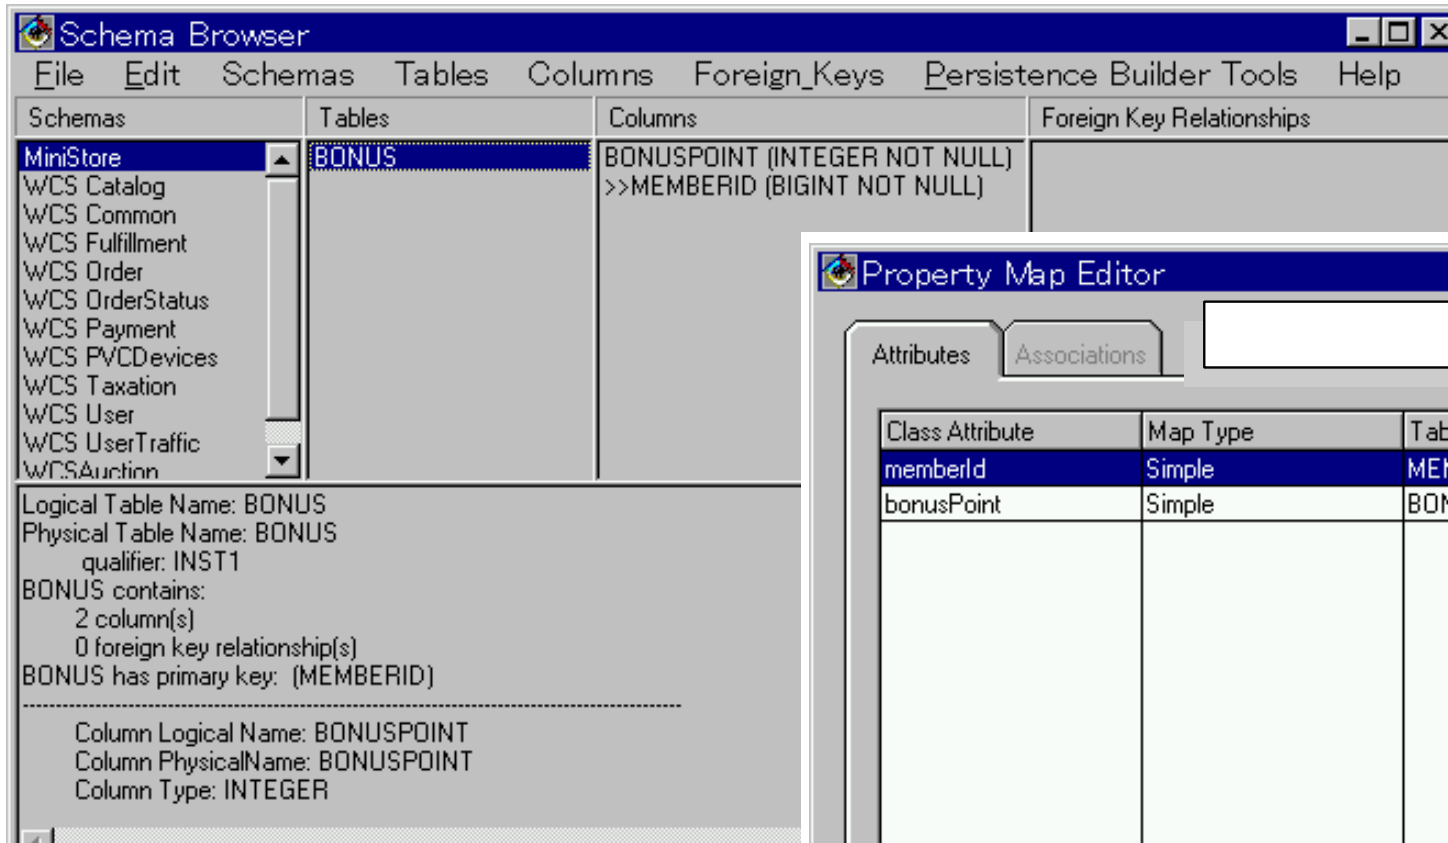 Schema Browser
File Edit Schemas Tables Columns Foreign_Keys Persistence Builder Tools Help
Schemas Tables Columns Foreign Key Relationships
MiniStore BONUS BONUSPOINT (INTEGER NOT NULL)
WCS Catalog >>MEMBERID (BIGINT NOT NULL)
WCS Common
WCS Fulfillment
WCS Order
WCS OrderStatus
WCS Payment
WCS PVCDevices
WCS Taxation
WCS User
WCS UserTraffic
WCSAuction
Logical Table Name: BONUS
Physical Table Name: BONUS
qualifier: INST1
BONUS contains:
2 column(s)
0 foreign key relationship(s)
BONUS has primary key: (MEMBERID)
Column Logical Name: BONUSPOINT
Column PhysicalName: BONUSPOINT
Column Type: INTEGER
Property Map Editor
Attributes Associations
Class Attribute Map Type Tab
memberId Simple
bonusPoint Simple BON